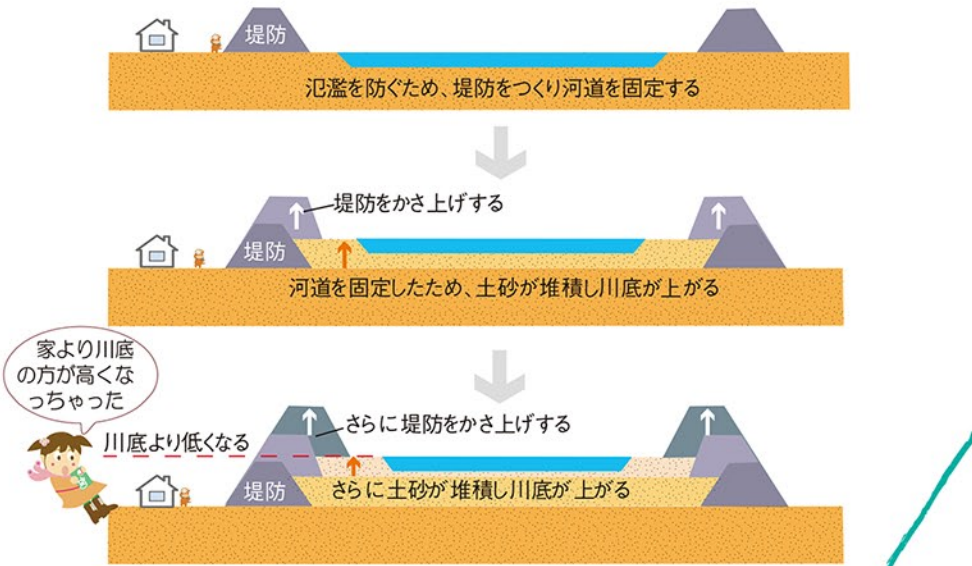 堤防
氾濫を防ぐため、堤防をつくり河道を固定する
堤防をかさ上げする
堤防
河道を固定したため、土砂が堆積し川底が上がる
家より川底
の方が高くな
っちゃった
さらに堤防をかさ上げする
川底より低くなる
堤防
さらに土砂が堆積し川底が上がる